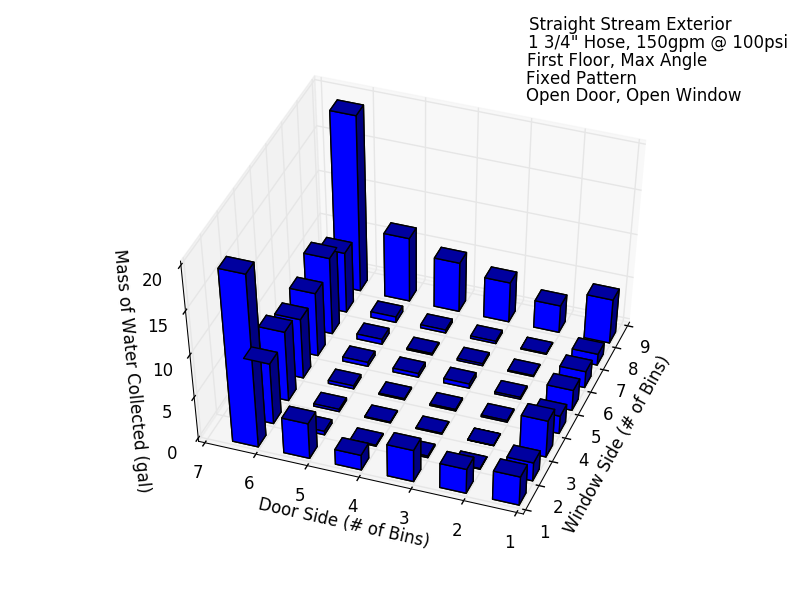 Straight Stream Exterior
1 3/4" Hose, 150gpm @ 100psi
First Floor, Max Angle
Fixed Pattern
Open Door, Open Window
Mass of Water Collected (gal)
20
15
10
5
0
7
6
5
4
3
2
1
Door Side (# of Bins)
1
2
3
4
5
6
7
8
9
Window Side (# of Bins)